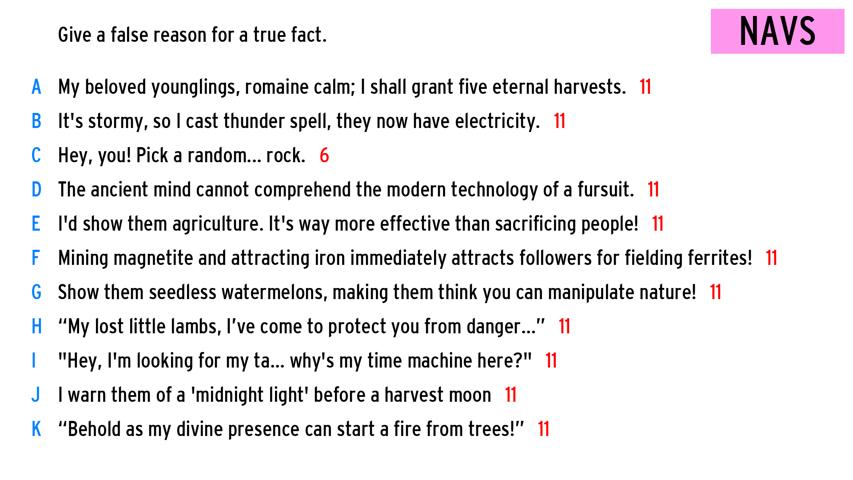 Give a false reason for a true fact.
NAVS
A My beloved younglings, romaine calm; I shall grant five eternal harvests. 11
B It's stormy, so I cast thunder spell, they now have electricity. 11
C Hey, you! Pick a random... rock. 6
D The ancient mind cannot comprehend the modern technology of a fursuit. 11
E I'd show them agriculture. It's way more effective than sacrificing people! 11
F Mining magnetite and attracting iron immediately attracts followers for fielding ferrites! 11
G Show them seedless watermelons, making them think you can manipulate nature! 11
H “My lost little lambs, I’ve come to protect you from danger...” 11
I "Hey, I'm looking for my ta... why's my time machine here?" 11
J I warn them of a 'midnight light' before a harvest moon 11
K “Behold as my divine presence can start a fire from trees!” 11